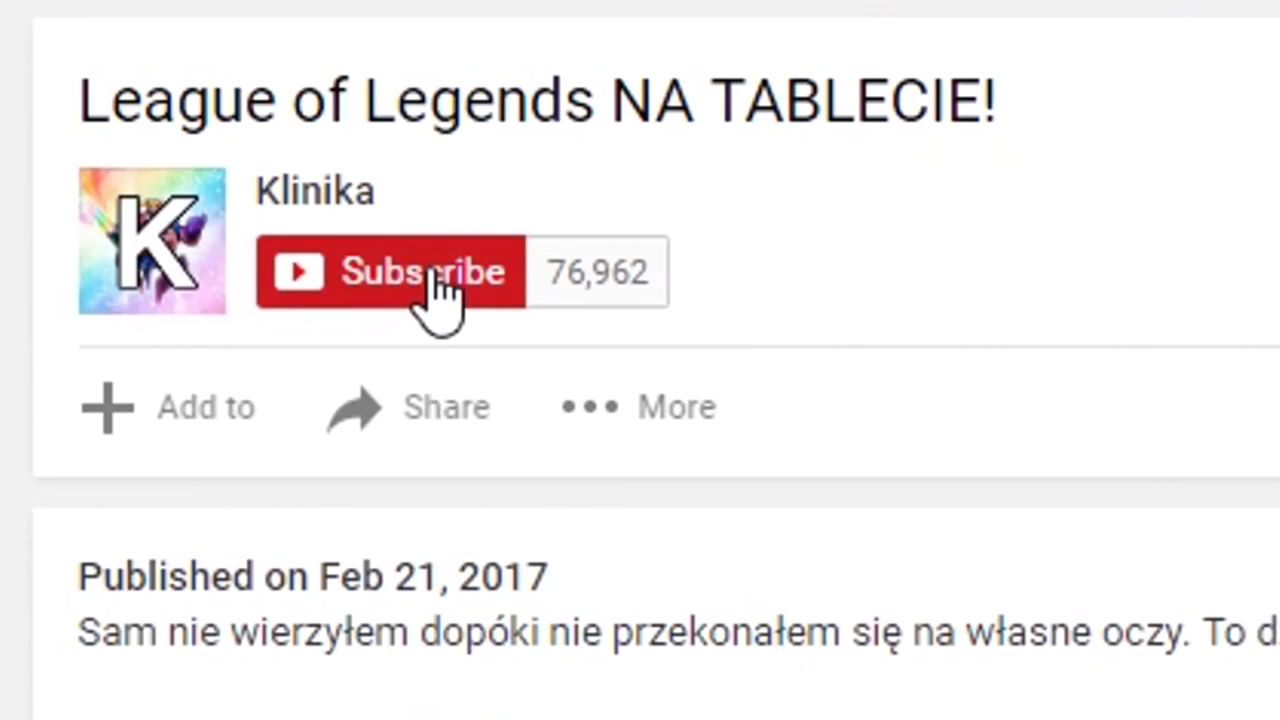 League of Legends NA TABLECIE!
K
Klinika
Subscribe 76,962
Add to Share More
Published on Feb 21, 2017
Sam nie wierzyłem dopóki nie przekonałem się na własne oczy. To d